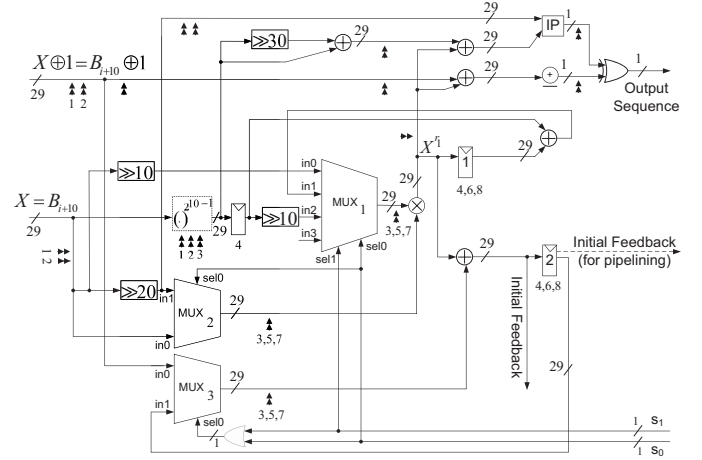 29
29
≫30
29
IP
1
X⊕1=B_{i+10}⊕1
29
1 2
29
±
1
1
Output
Sequence
X^{r_1}
29
1
4,6,8
29
≫10
in0
in1
in2
in3
MUX 1
sel1
sel0
29
3,5,7
X=B_{i+10}
29
1
2
(.)^{2^{10}-1}
29
1 2 3
4
≫10
≫20
in1
in0
sel0
MUX 2
29
3,5,7
29
2
4,6,8
Initial Feedback
(for pipelining)
Initial Feedback
in0
in1
MUX 3
sel0
29
3,5,7
29
1
1
s_1
1
s_0